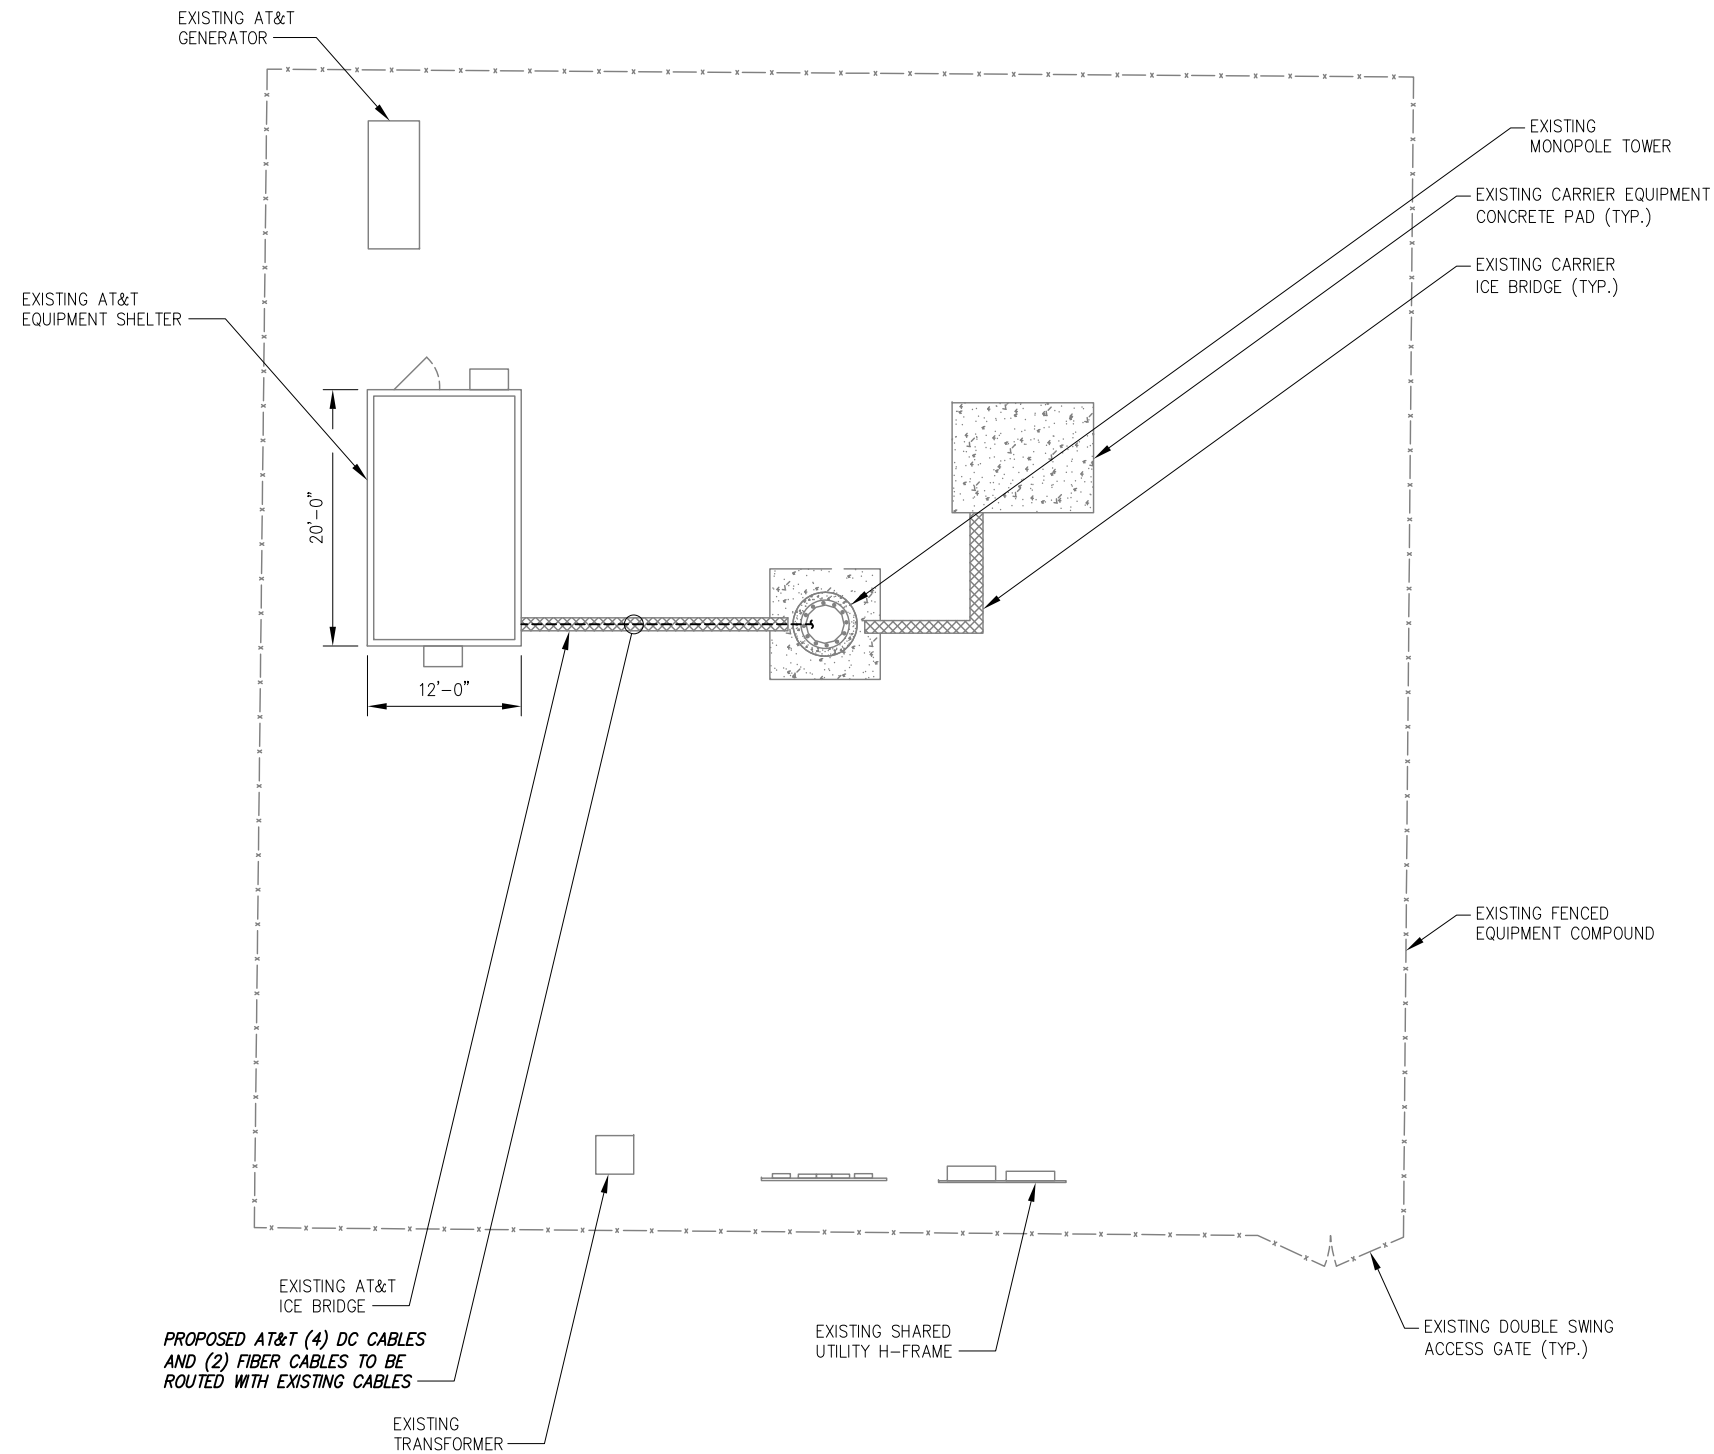 EXISTING AT&T
GENERATOR
EXISTING
MONOPOLE TOWER
EXISTING CARRIER EQUIPMENT
CONCRETE PAD (TYP.)
EXISTING CARRIER
ICE BRIDGE (TYP.)
EXISTING AT&T
EQUIPMENT SHELTER
20'-0"
12'-0"
EXISTING FENCED
EQUIPMENT COMPOUND
EXISTING AT&T
ICE BRIDGE
PROPOSED AT&T (4) DC CABLES
AND (2) FIBER CABLES TO BE
ROUTED WITH EXISTING CABLES
EXISTING SHARED
UTILITY H-FRAME
EXISTING DOUBLE SWING
ACCESS GATE (TYP.)
EXISTING
TRANSFORMER